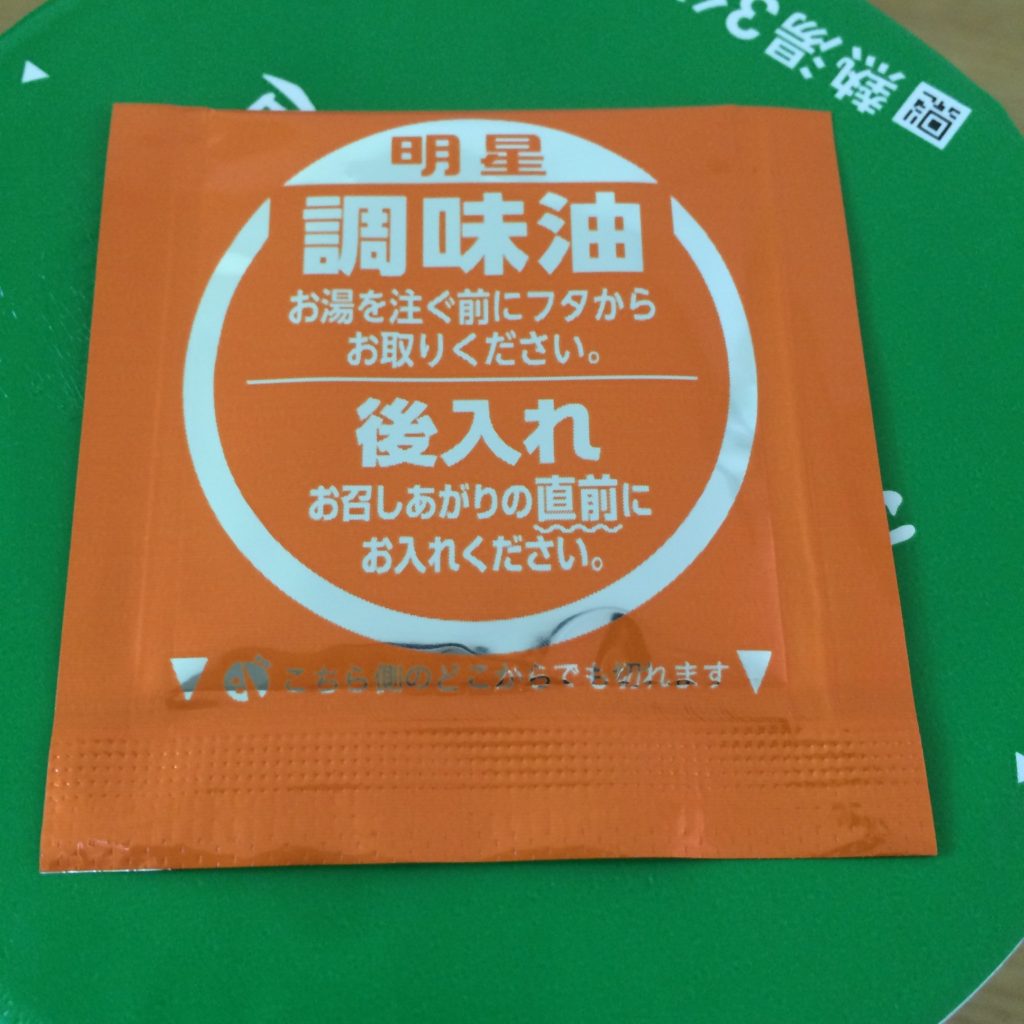 熱湯3
明星
調味油
お湯を注ぐ前にフタから
お取りください。
後入れ
お召しあがりの直前に
お入れください。
こちら側のどこからでも切れます